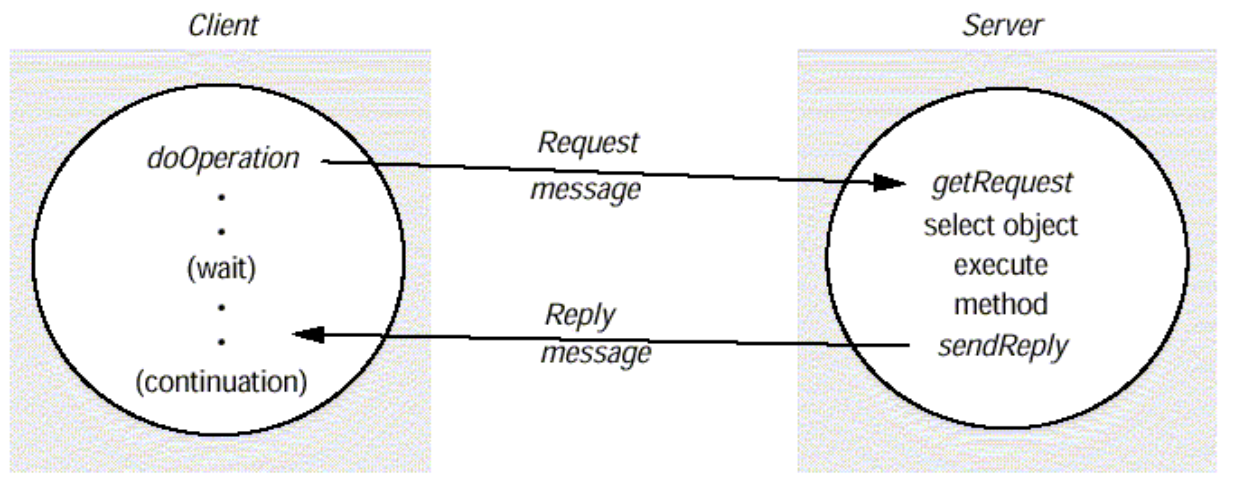 Client
Server
doOperation
.
.
(wait)
.
.
(continuation)
Request
message
Reply
message
getRequest
select object
execute
method
sendReply